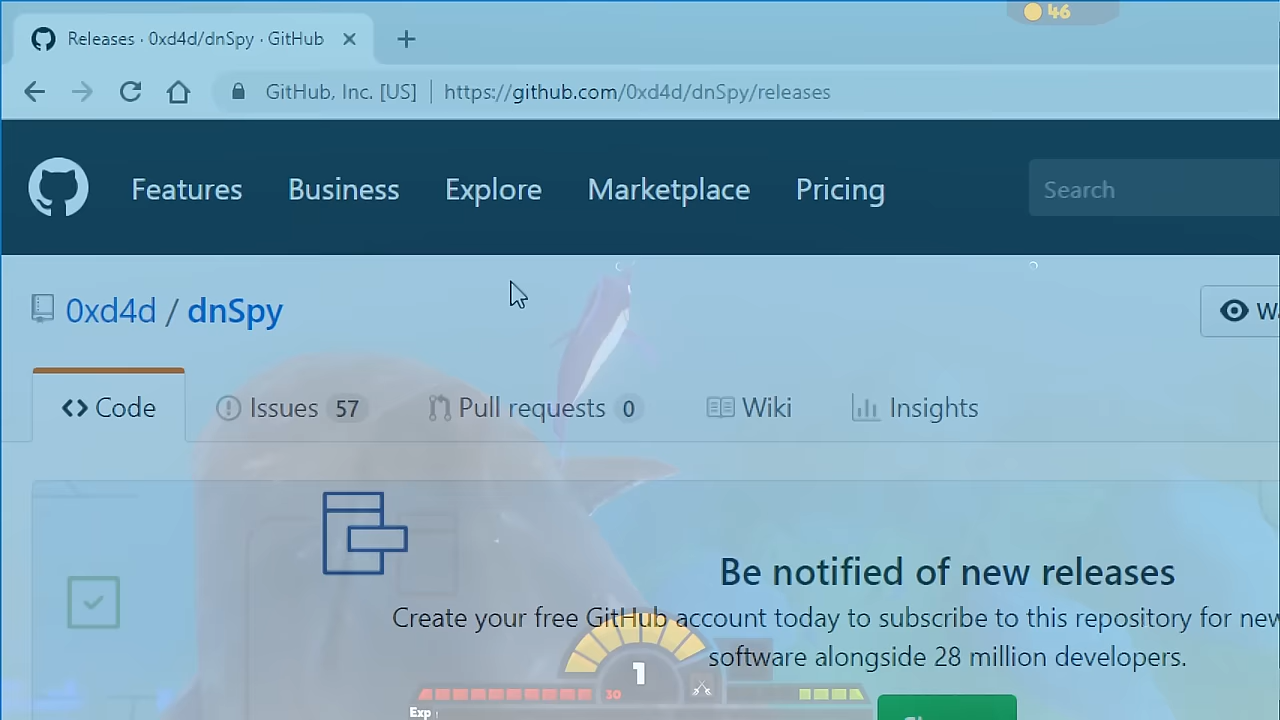 46
Releases · 0xd4d/dnSpy · GitHub
GitHub, Inc. [US] | https://github.com/0xd4d/dnSpy/releases
Features Business Explore Marketplace Pricing Search
0xd4d / dnSpy
Code Issues 57 Pull requests 0 Wiki Insights
Be notified of new releases
Create your free GitHub account today to subscribe to this repository for new
software alongside 28 million developers.
1
30
Exp